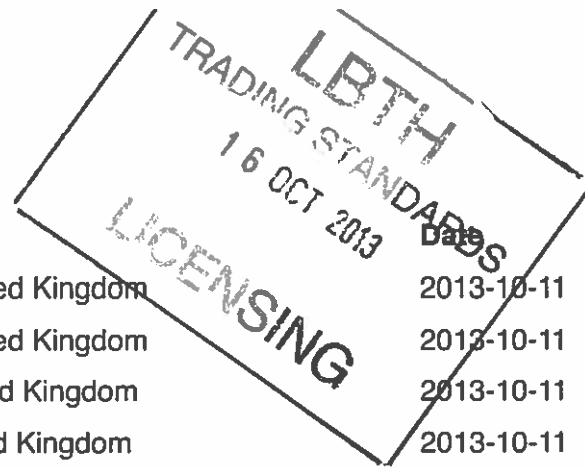 LBTH
TRADING STANDARDS
16 OCT 2013
LICENSING
Date
ed Kingdom 2013-10-11
ed Kingdom 2013-10-11
d Kingdom 2013-10-11
d Kingdom 2013-10-11